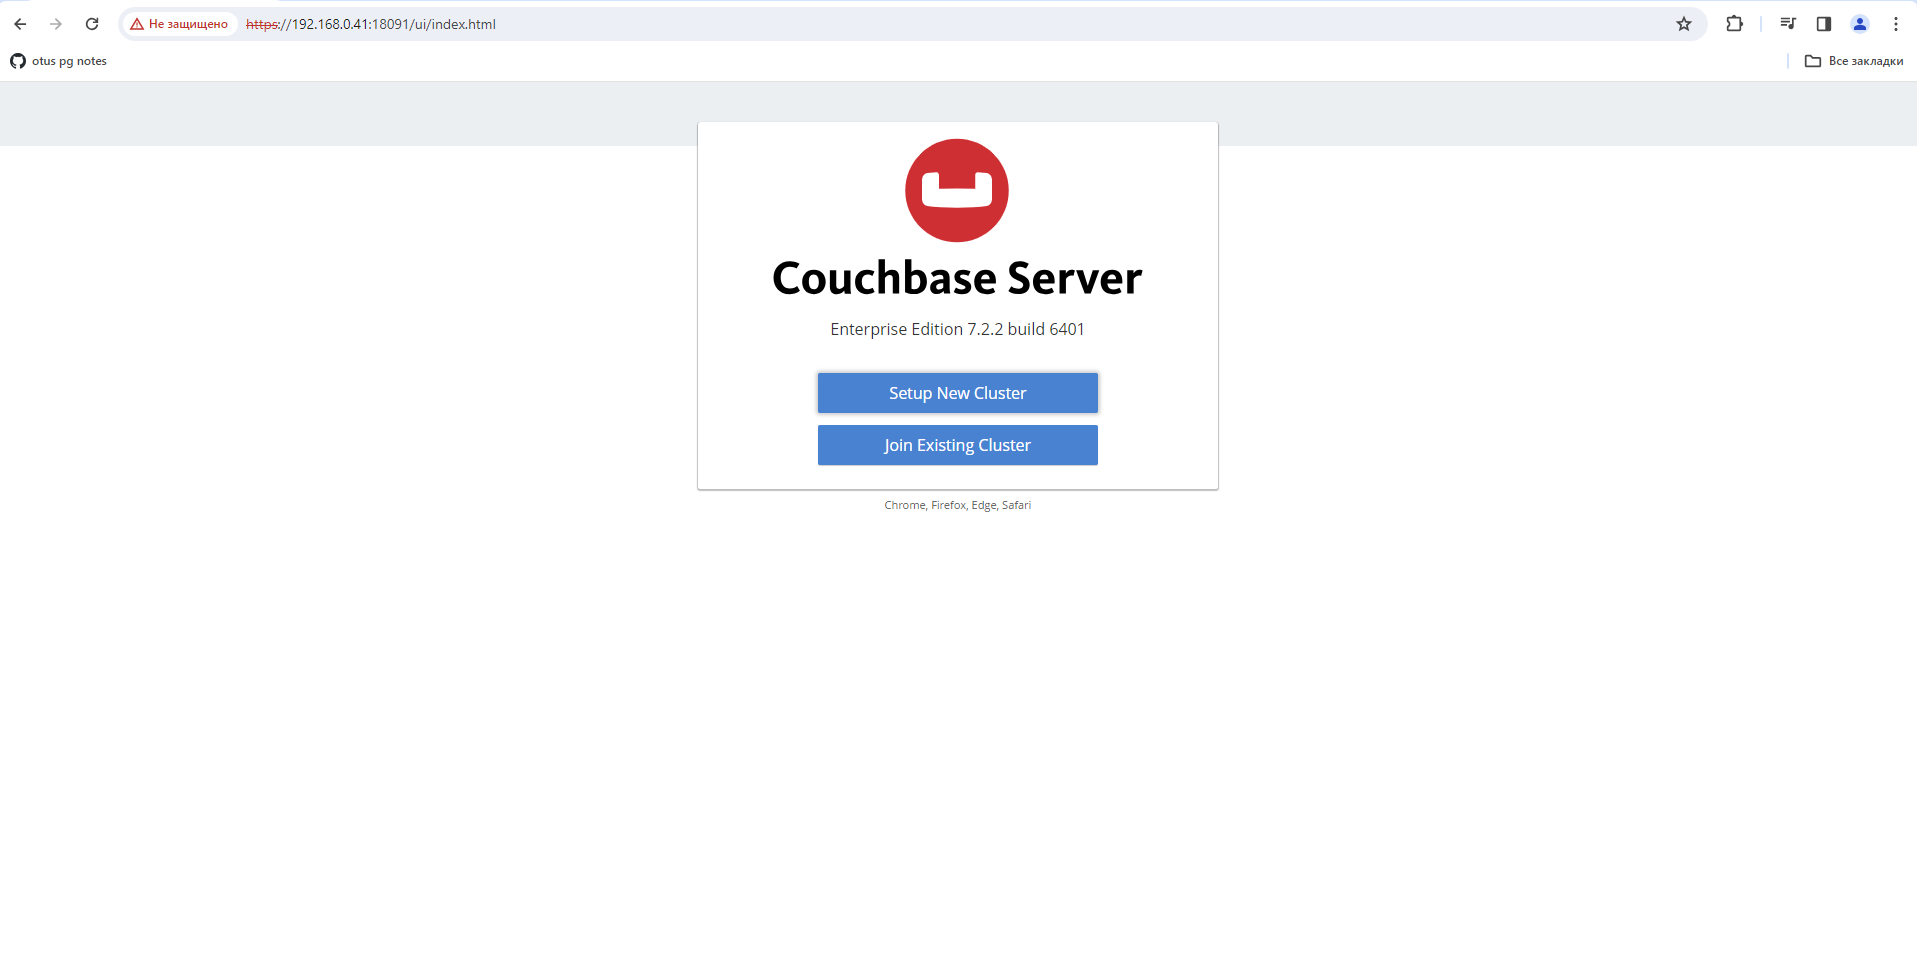 Не защищено https://192.168.0.41:18091/ui/index.html
otus pg notes Все закладки
Couchbase Server
Enterprise Edition 7.2.2 build 6401
Setup New Cluster
Join Existing Cluster
Chrome, Firefox, Edge, Safari